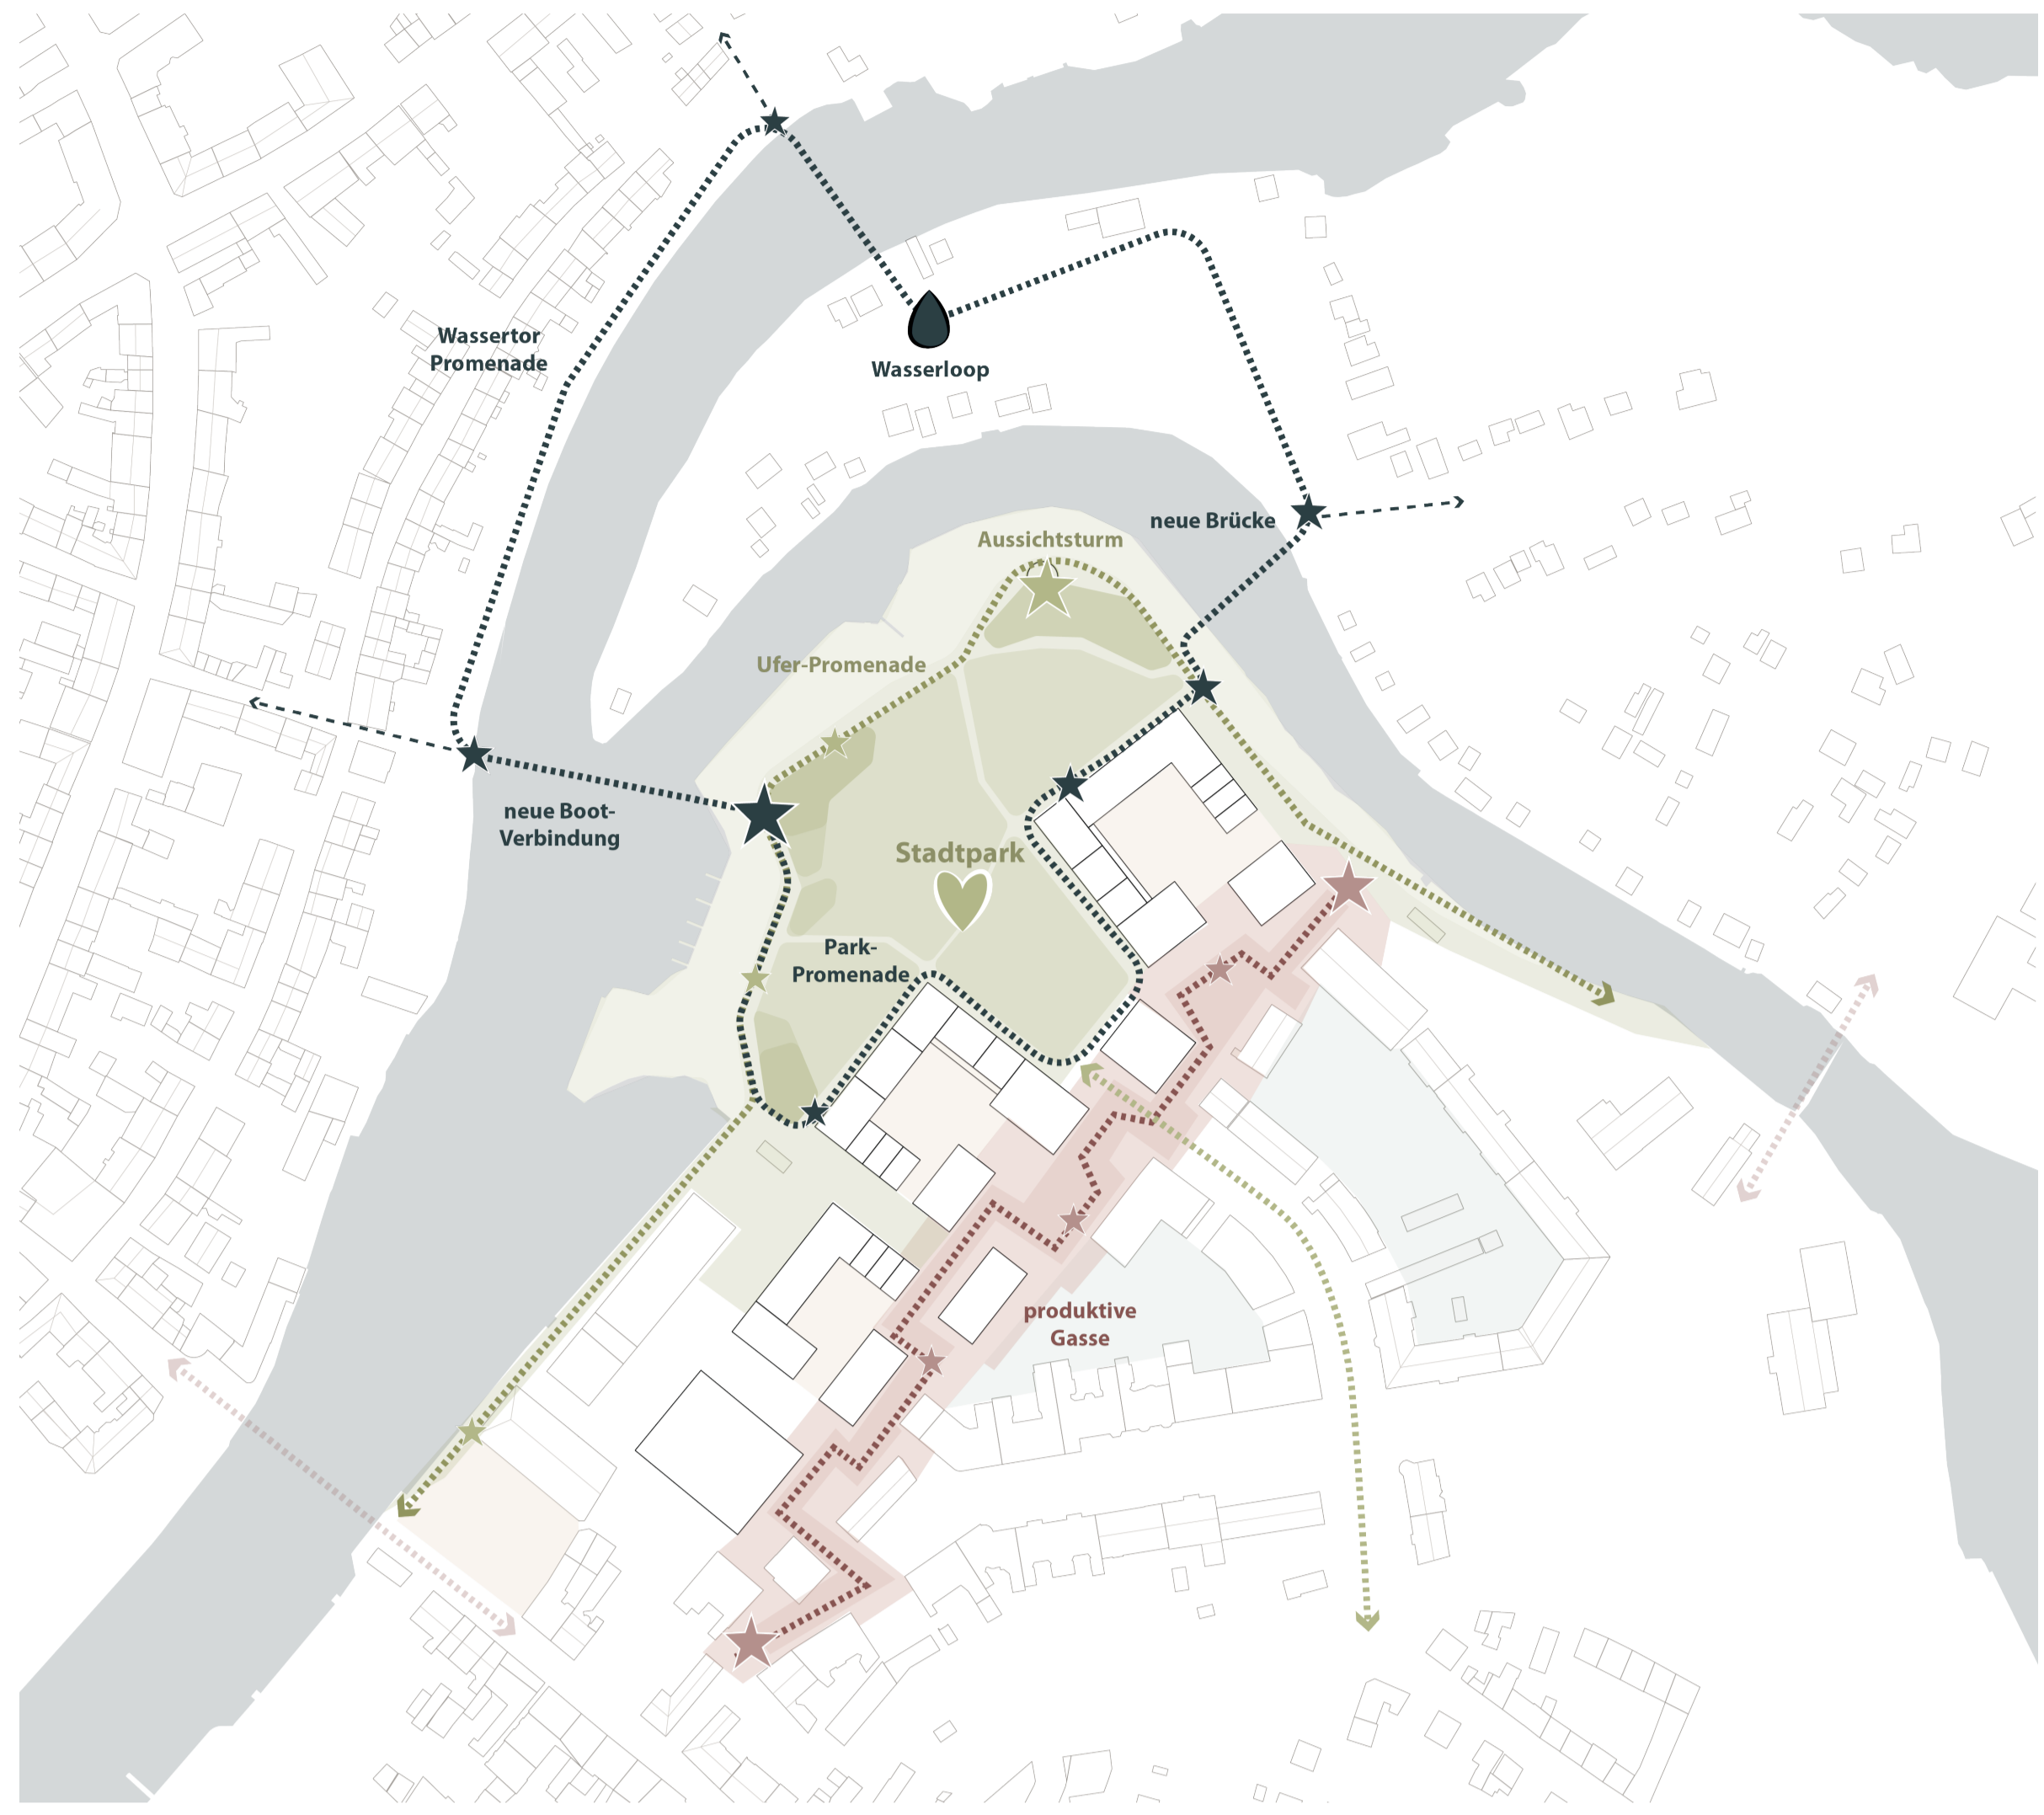 Wassertor
Promenade
Wasserloop
neue Brücke
Aussichtsturm
Ufer-Promenade
neue Boot-
Verbindung
Stadtpark
Park-
Promenade
produktive
Gasse